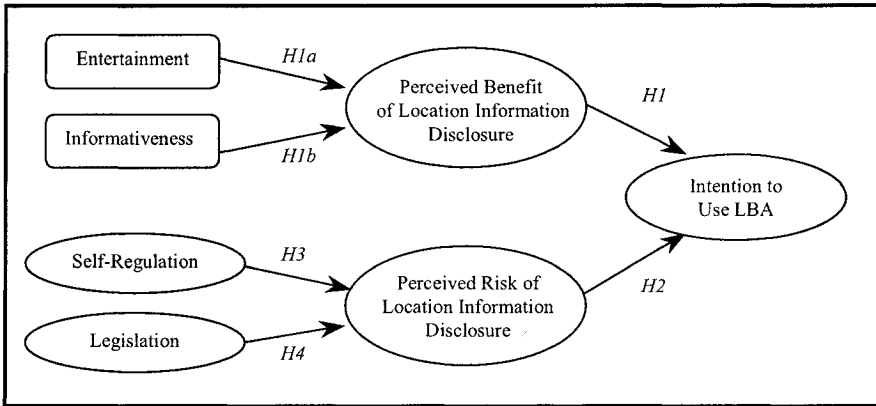 Entertainment
H1a
Perceived Benefit
of Location Information
Disclosure
H1
Informativeness
H1b
Intention to
Use LBA
Self-Regulation
H3
Perceived Risk of
Location Information
Disclosure
H2
Legislation
H4